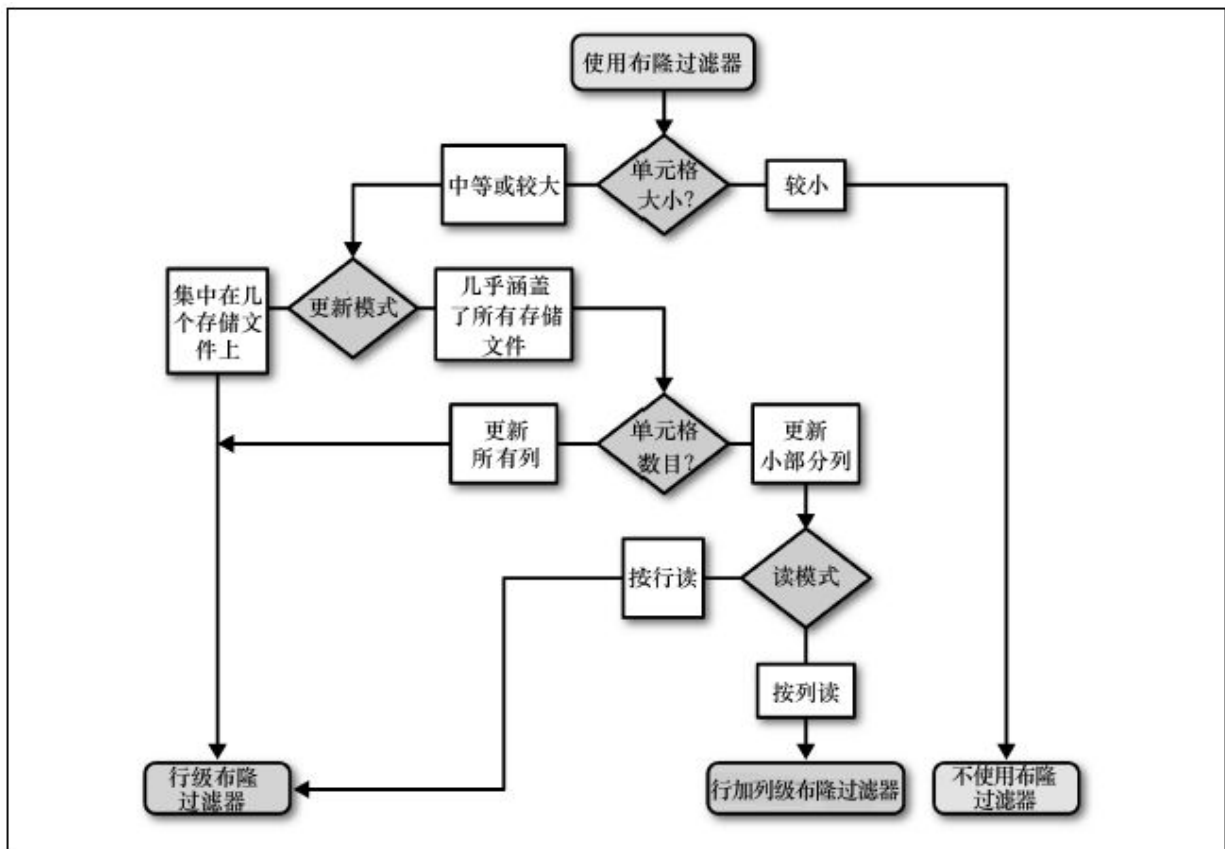 使用布隆过滤器
单元格
大小?
中等或较大
较小
更新模式
集中在几
个存储文
件上
几乎涵盖
了所有存储
文件
单元格
数目?
更新
所有列
更新
小部分列
读模式
按行读
按列读
行级布隆
过滤器
行加列级布隆过滤器
不使用布隆
过滤器